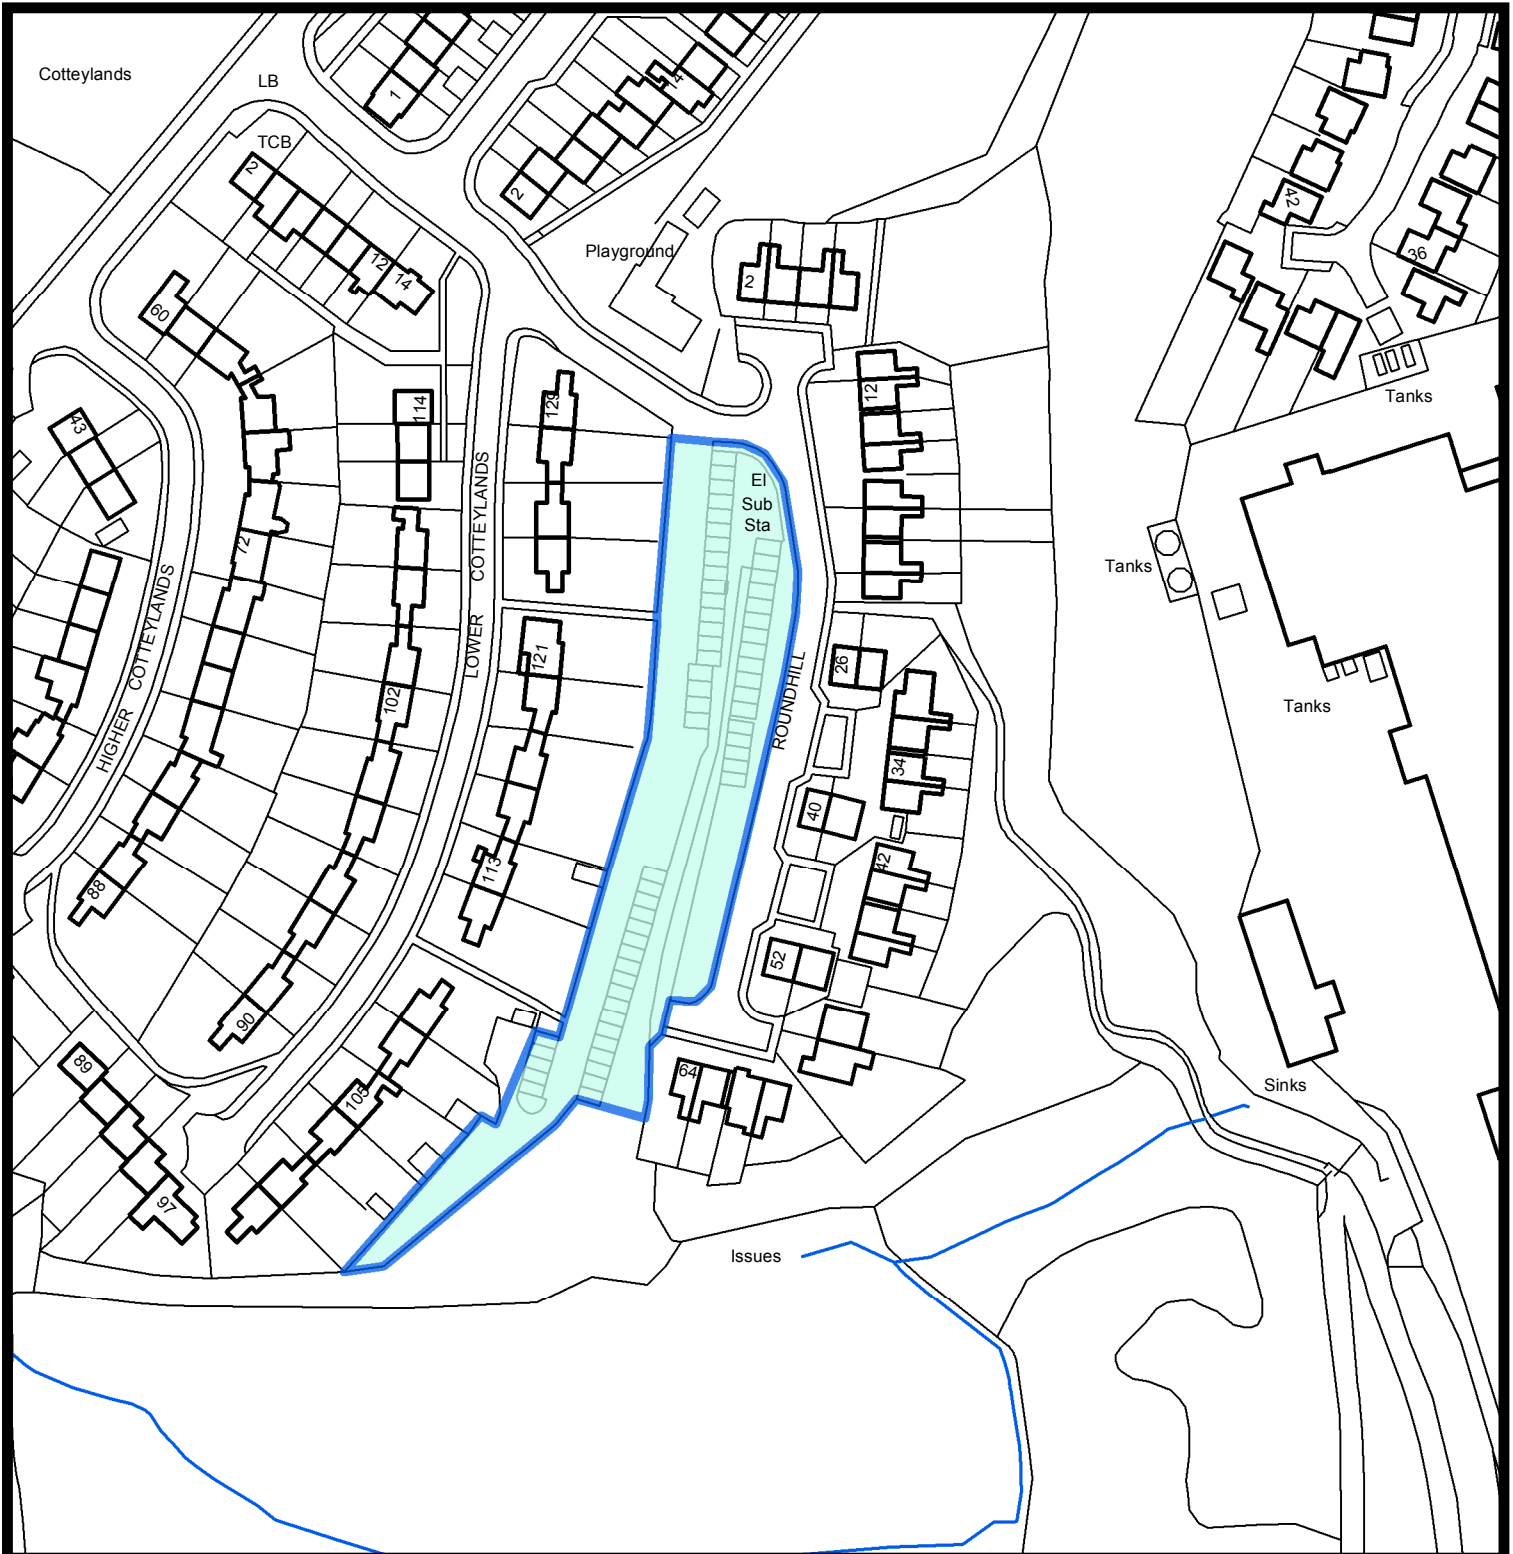 Cotteylands
LB
TCB
1
14
2
2
Playground
2
12
14
60
2
43
114
129
12
El
Sub
Sta
42
36
Tanks
Tanks
Tanks
72
HIGHER COTTEYLANDS
LOWER COTTEYLANDS
102
121
ROUNDHILL
26
34
40
42
113
88
90
52
64
89
105
97
Sinks
Issues